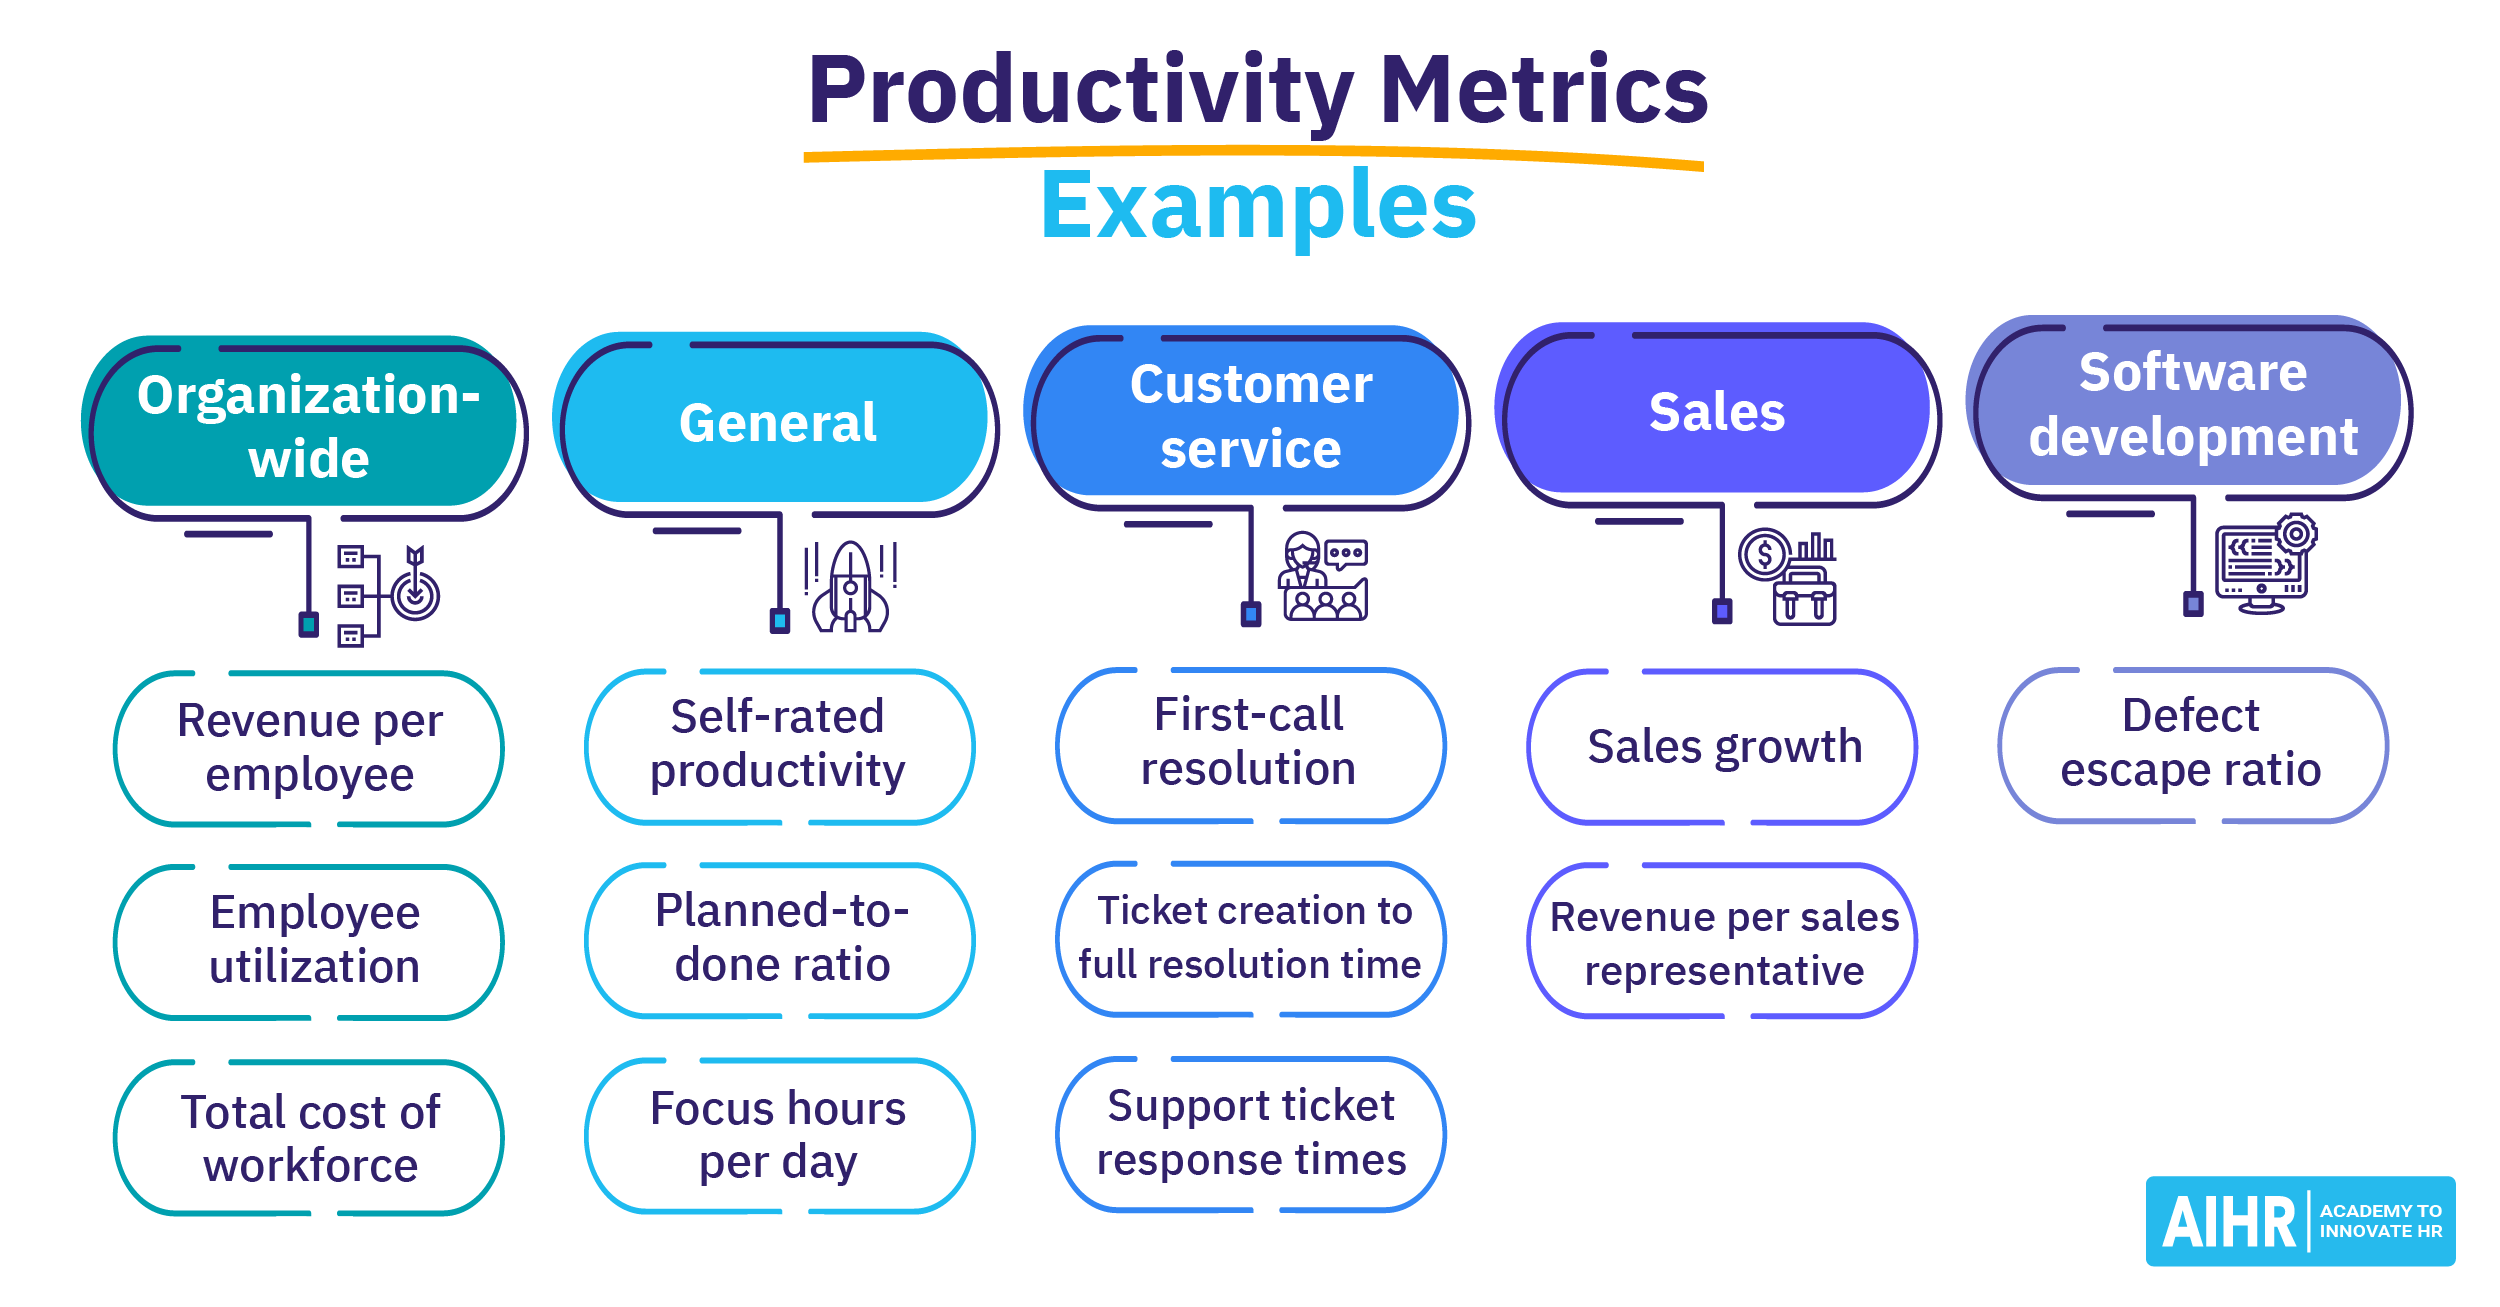 Productivity Metrics
Examples
Organization-
wide
Revenue per
employee
Employee
utilization
Total cost of
workforce
General
Self-rated
productivity
Planned-to-
done ratio
Focus hours
per day
Customer
service
First-call
resolution
Ticket creation to
full resolution time
Support ticket
response times
Sales
Sales growth
Revenue per sales
representative
Software
development
Defect
escape ratio
AIHR
ACADEMY TO
INNOVATE HR